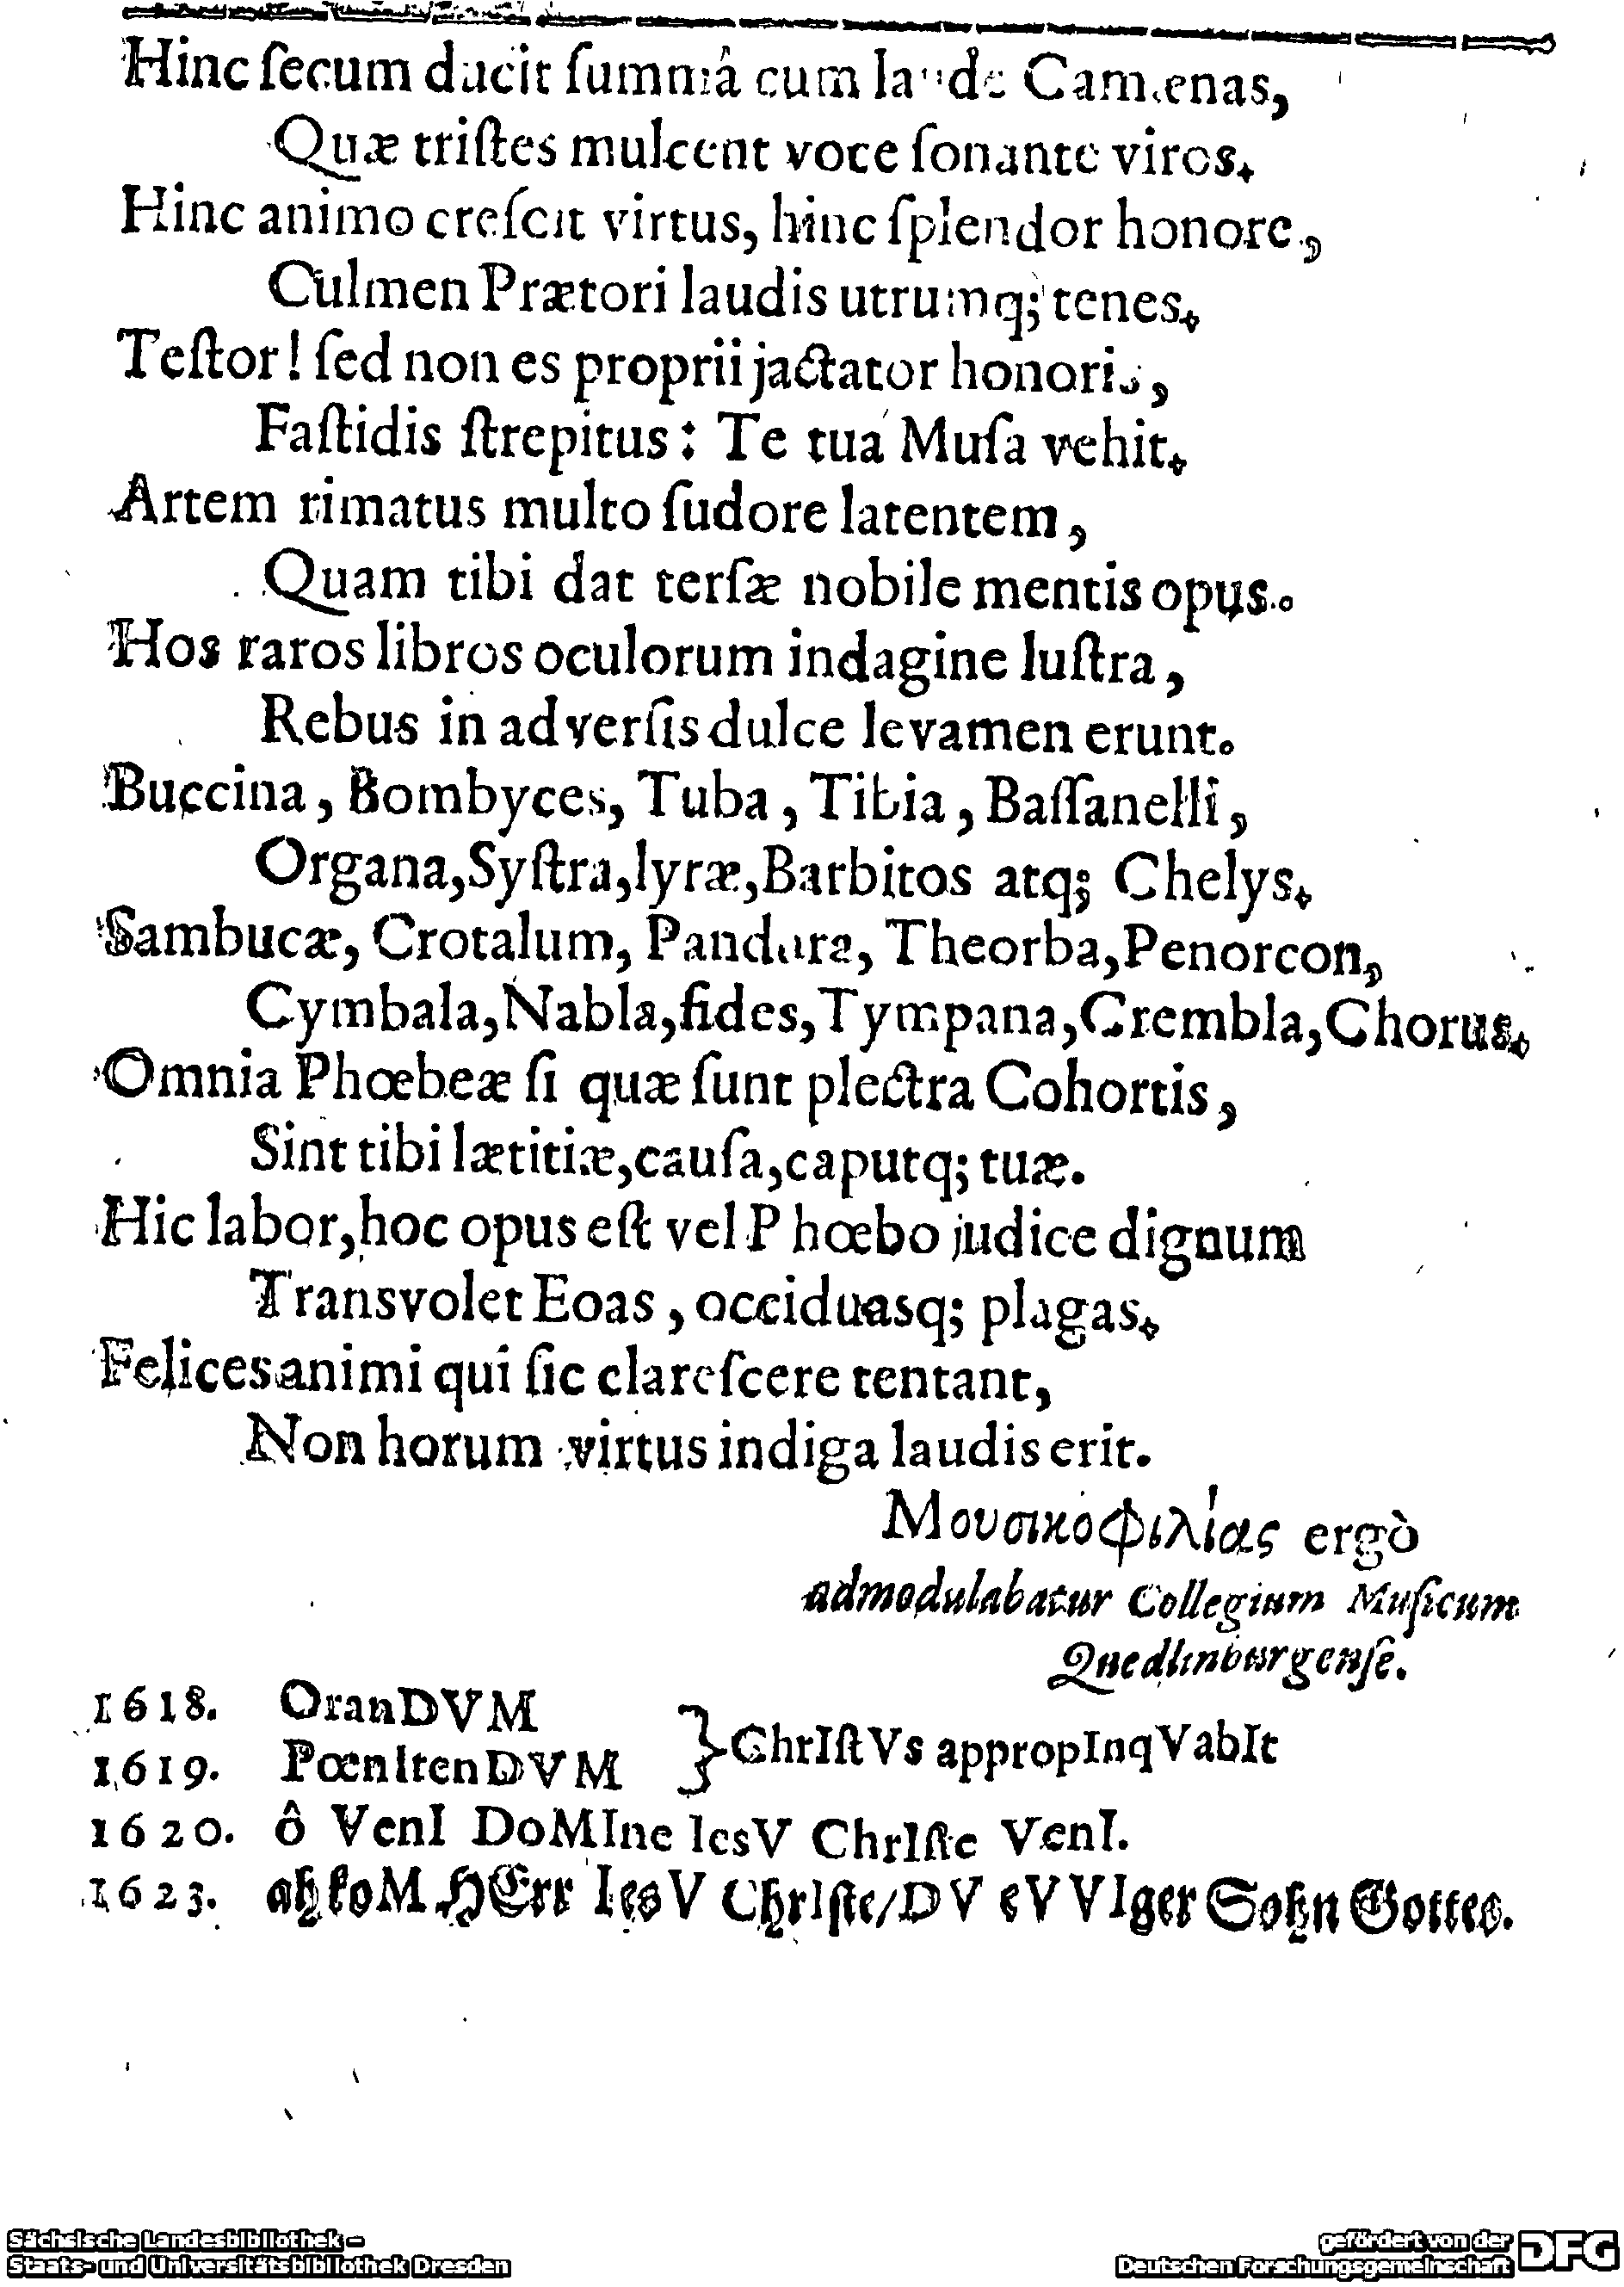 Hinc ſecum ducit ſummâ cum laude Camœnas,
Quæ triſtes mulcent voce ſonante viros.
Hinc animo creſcit virtus, hinc ſplendor honore,
Culmen Prætori laudis utrumq; tenes.
Teſtor! ſed non es proprii jactator honoris,
Faſtidis ſtrepitus: Te tua Muſa vehit.
Artem rimatus multo ſudore latentem,
Quam tibi dat terſæ nobile mentis opus.
Hos raros libros oculorum indagine luſtra,
Rebus in adverſis dulce levamen erunt.
Buccina, Bombyces, Tuba, Tibia, Baſſanelli,
Organa, Syſtra, lyræ, Barbitos atq; Chelys.
Sambucæ, Crotalum, Pandura, Theorba, Penorcon,
Cymbala, Nabla, fides, Tympana, Crembla, Chorus.
Omnia Phœbeæ ſi quæ ſunt plectra Cohortis,
Sint tibi lætitiæ, cauſa, caputq; tuæ.
Hic labor, hoc opus eſt vel Phœbo judice dignum
Transvolet Eoas, occiduasq; plagas.
Felices animi qui ſic clareſcere tentant,
Non horum virtus indiga laudis erit.
Μουσικοφιλίας ergò
admodulabatur Collegium Muſicum
Quedlinburgenſe.
1618. OranDVM
} ChrIſtVs appropInqVabIt
1619. PœnItenDVM
1620. ô VenI DoMIne IesV ChrIſte VenI.
1623. ah koM HErr IesV ChrIſte/DV eVVIger Sohn Gottes.
Sächsische Landesbibliothek –
Staats- und Universitätsbibliothek Dresden
gefördert von der
Deutschen Forschungsgemeinschaft DFG